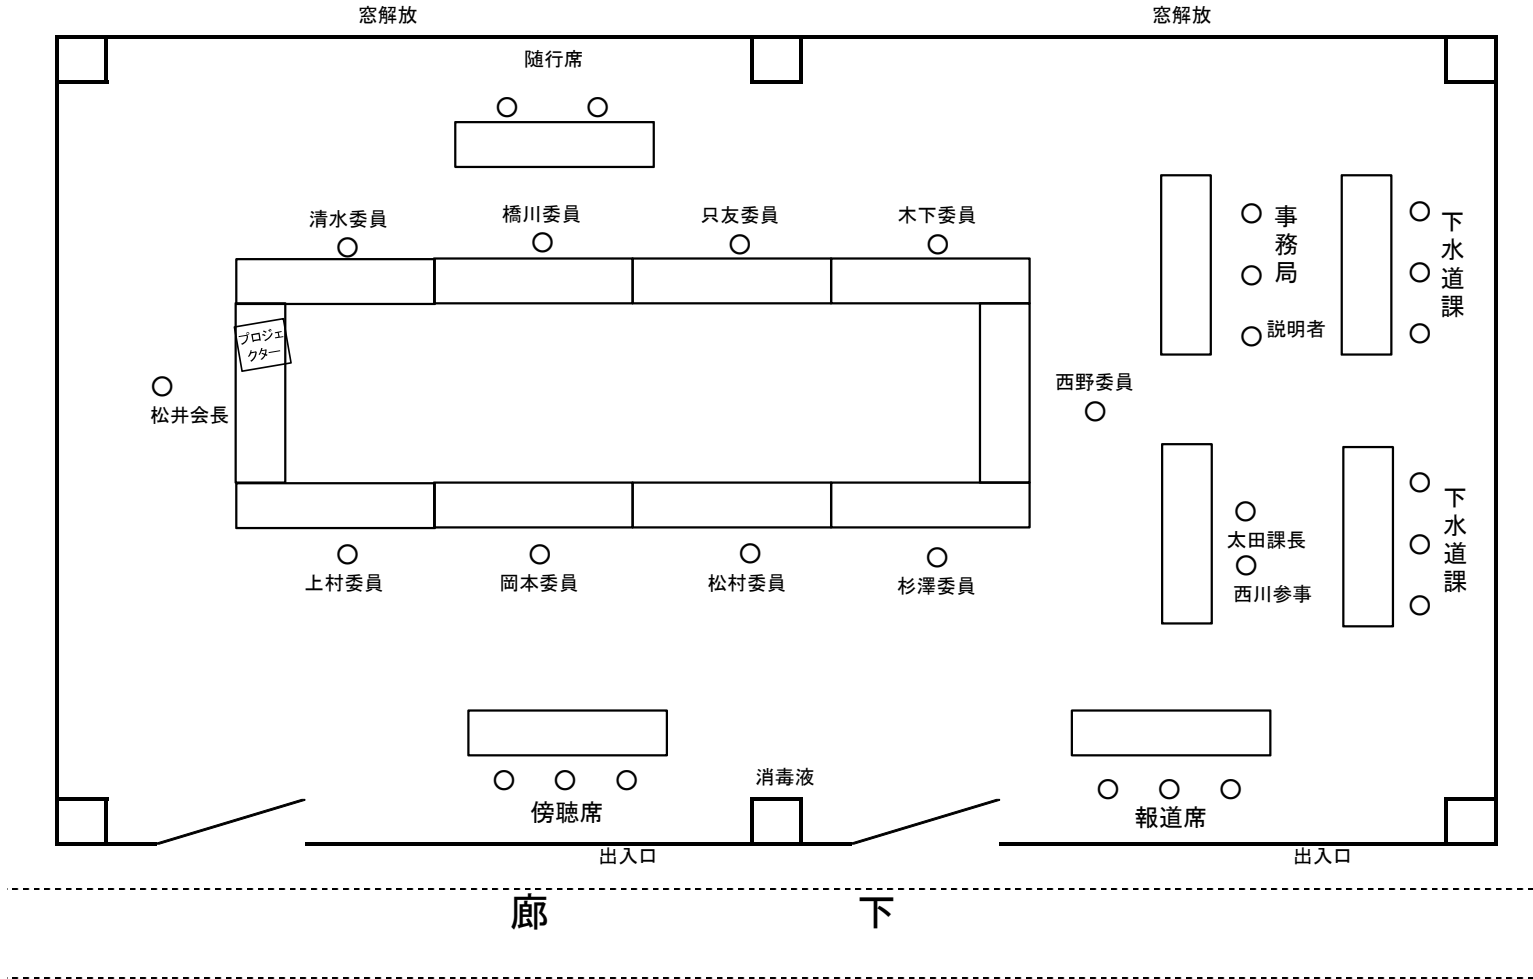 窓解放
窓解放
随行席
清水委員
橋川委員
只友委員
木下委員
事務局
下水道課
説明者
プロジェ
クター
松井会長
西野委員
下水道課
太田課長
西川参事
上村委員
岡本委員
松村委員
杉澤委員
消毒液
傍聴席
報道席
出入口
出入口
廊下